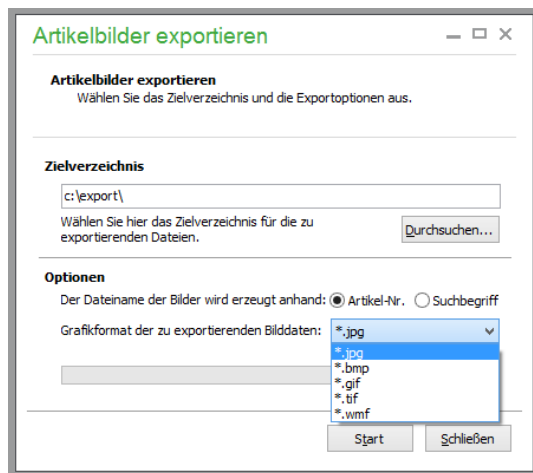 Artikelbilder exportieren
Artikelbilder exportieren
Wählen Sie das Zielverzeichnis und die Exportoptionen aus.
Zielverzeichnis
c:\export\
Wählen Sie hier das Zielverzeichnis für die zu
exportierenden Dateien.
Durchsuchen...
Optionen
Der Dateiname der Bilder wird erzeugt anhand: Artikel-Nr. Suchbegriff
Grafikformat der zu exportierenden Bilddaten: *.jpg
*.jpg
*.bmp
*.gif
*.tif
*.wmf
Start Schließen